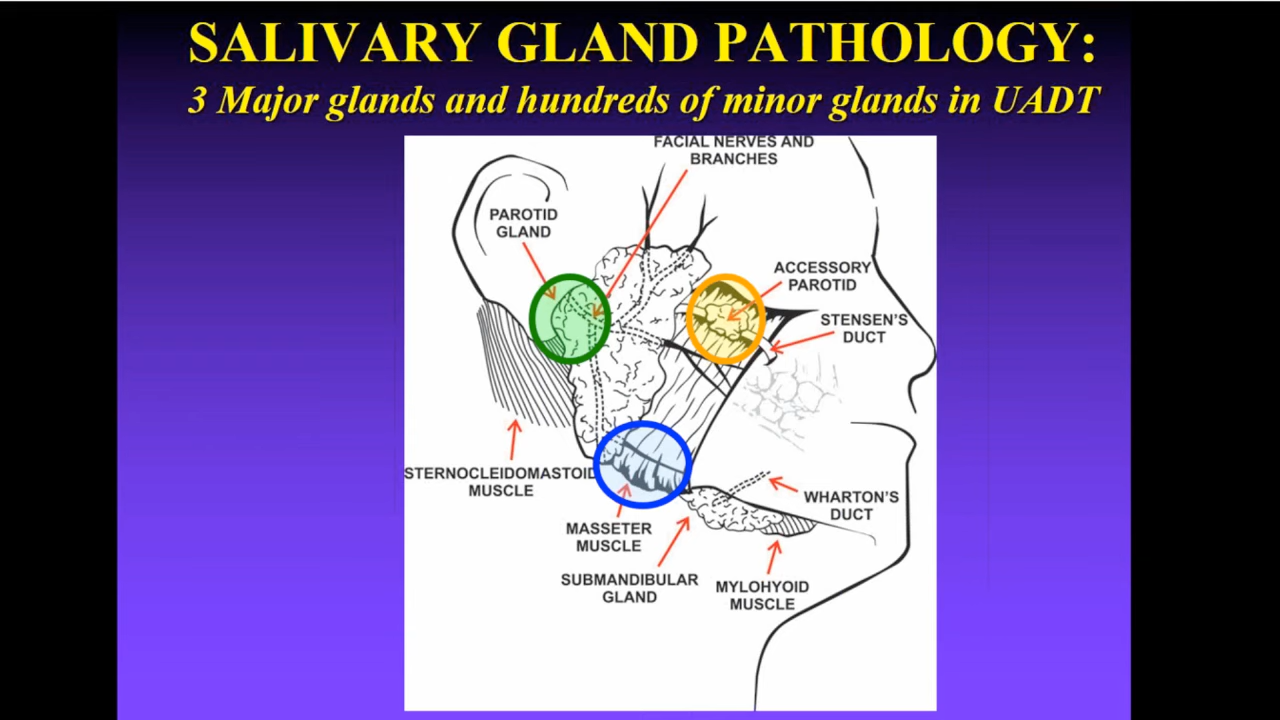 SALIVARY GLAND PATHOLOGY:
3 Major glands and hundreds of minor glands in UADT
FACIAL NERVES AND
BRANCHES
PAROTID
GLAND
ACCESSORY
PAROTID
STENSEN'S
DUCT
STERNOCLEIDOMASTOID
MUSCLE
WHARTON'S
DUCT
MASSETER
MUSCLE
SUBMANDIBULAR
GLAND
MYLOHYOID
MUSCLE